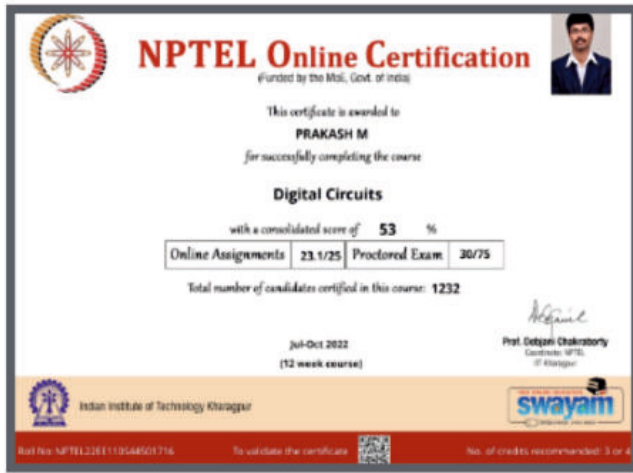 NPTEL Online Certification
(Funded by the MoE, Govt. of India)
This certificate is awarded to
PRAKASH M
for successfully completing the course
Digital Circuits
with a consolidated score of 53 %
Online Assignments 23.1/25 Proctored Exam 30/75
Total number of candidates certified in this course: 1232
Jul-Oct 2022
(12 week course)
Prof. Debjani Chakraborty
Coordinator, NPTEL
IT Kharagpur
Indian Institute of Technology Kharagpur
swayam
Roll No: NPTEL22EE110S44501716
To validate the certificate
No. of credits recommended: 3 or 4